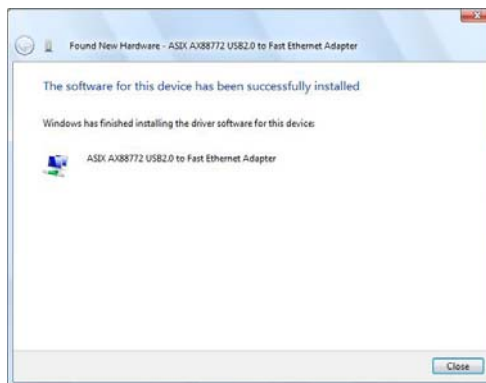 Found New Hardware - ASIX AX88772 USB2.0 to Fast Ethernet Adapter
The software for this device has been successfully installed
Windows has finished installing the driver software for this device:
ASIX AX88772 USB2.0 to Fast Ethernet Adapter
Close